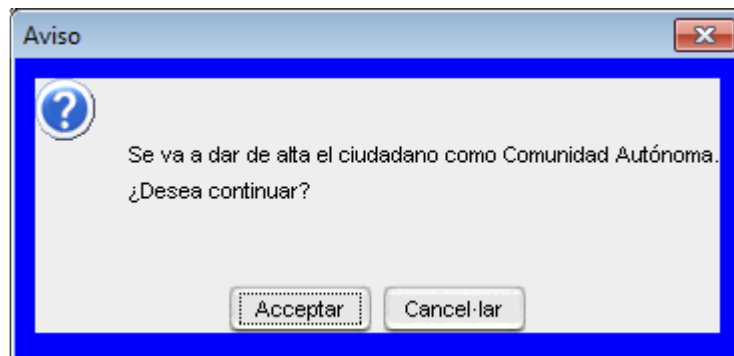 Aviso
Se va a dar de alta el ciudadano como Comunidad Autónoma.
¿Desea continuar?
Acceptar Cancel·lar